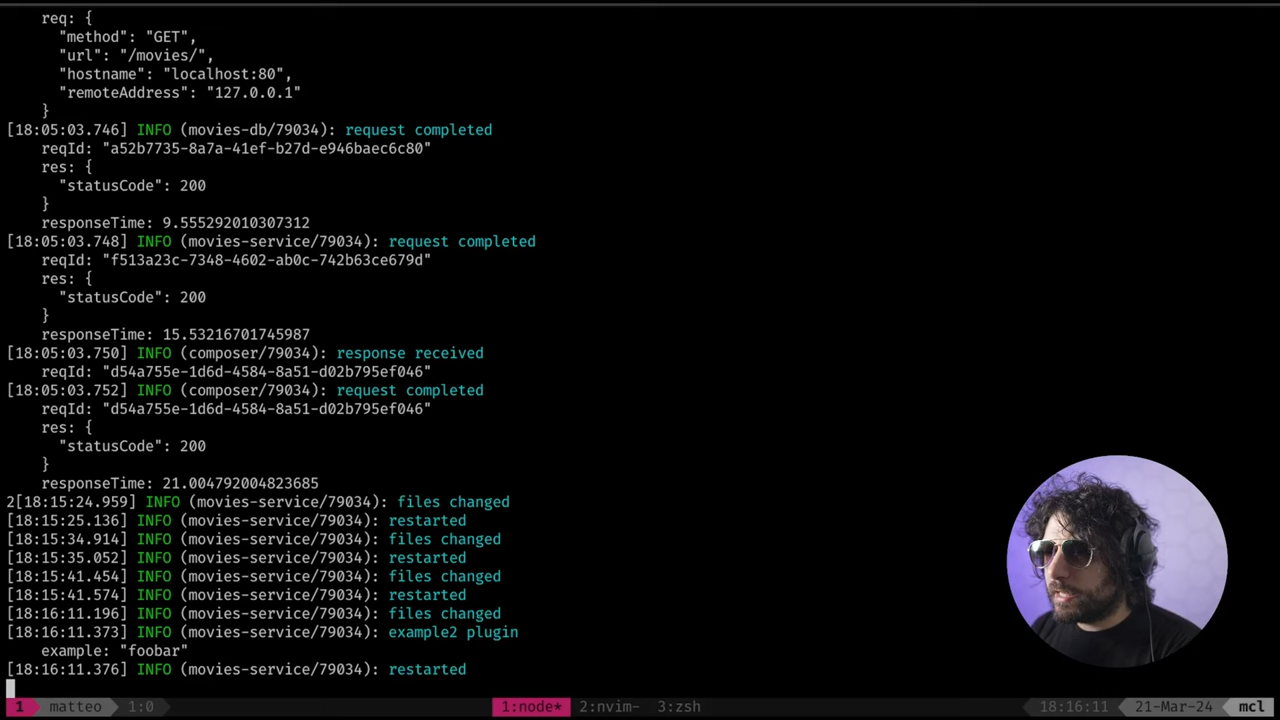 req: {
      "method": "GET",
      "url": "/movies/",
      "hostname": "localhost:80",
      "remoteAddress": "127.0.0.1"
    }
[18:05:03.746] INFO (movies-db/79034): request completed
    reqId: "a52b7735-8a7a-41ef-b27d-e946baec6c80"
    res: {
      "statusCode": 200
    }
    responseTime: 9.555292010307312
[18:05:03.748] INFO (movies-service/79034): request completed
    reqId: "f513a23c-7348-4602-ab0c-742b63ce679d"
    res: {
      "statusCode": 200
    }
    responseTime: 15.53216701745987
[18:05:03.750] INFO (composer/79034): response received
    reqId: "d54a755e-1d6d-4584-8a51-d02b795ef046"
[18:05:03.752] INFO (composer/79034): request completed
    reqId: "d54a755e-1d6d-4584-8a51-d02b795ef046"
    res: {
      "statusCode": 200
    }
    responseTime: 21.004792004823685
2[18:15:24.959] INFO (movies-service/79034): files changed
[18:15:25.136] INFO (movies-service/79034): restarted
[18:15:34.914] INFO (movies-service/79034): files changed
[18:15:35.052] INFO (movies-service/79034): restarted
[18:15:41.454] INFO (movies-service/79034): files changed
[18:15:41.574] INFO (movies-service/79034): restarted
[18:16:11.196] INFO (movies-service/79034): files changed
[18:16:11.373] INFO (movies-service/79034): example2 plugin
    example: "foobar"
[18:16:11.376] INFO (movies-service/79034): restarted
1 matteo 1:0 1:node* 2:nvim- 3:zsh 18:16:11 21-Mar-24 mcl